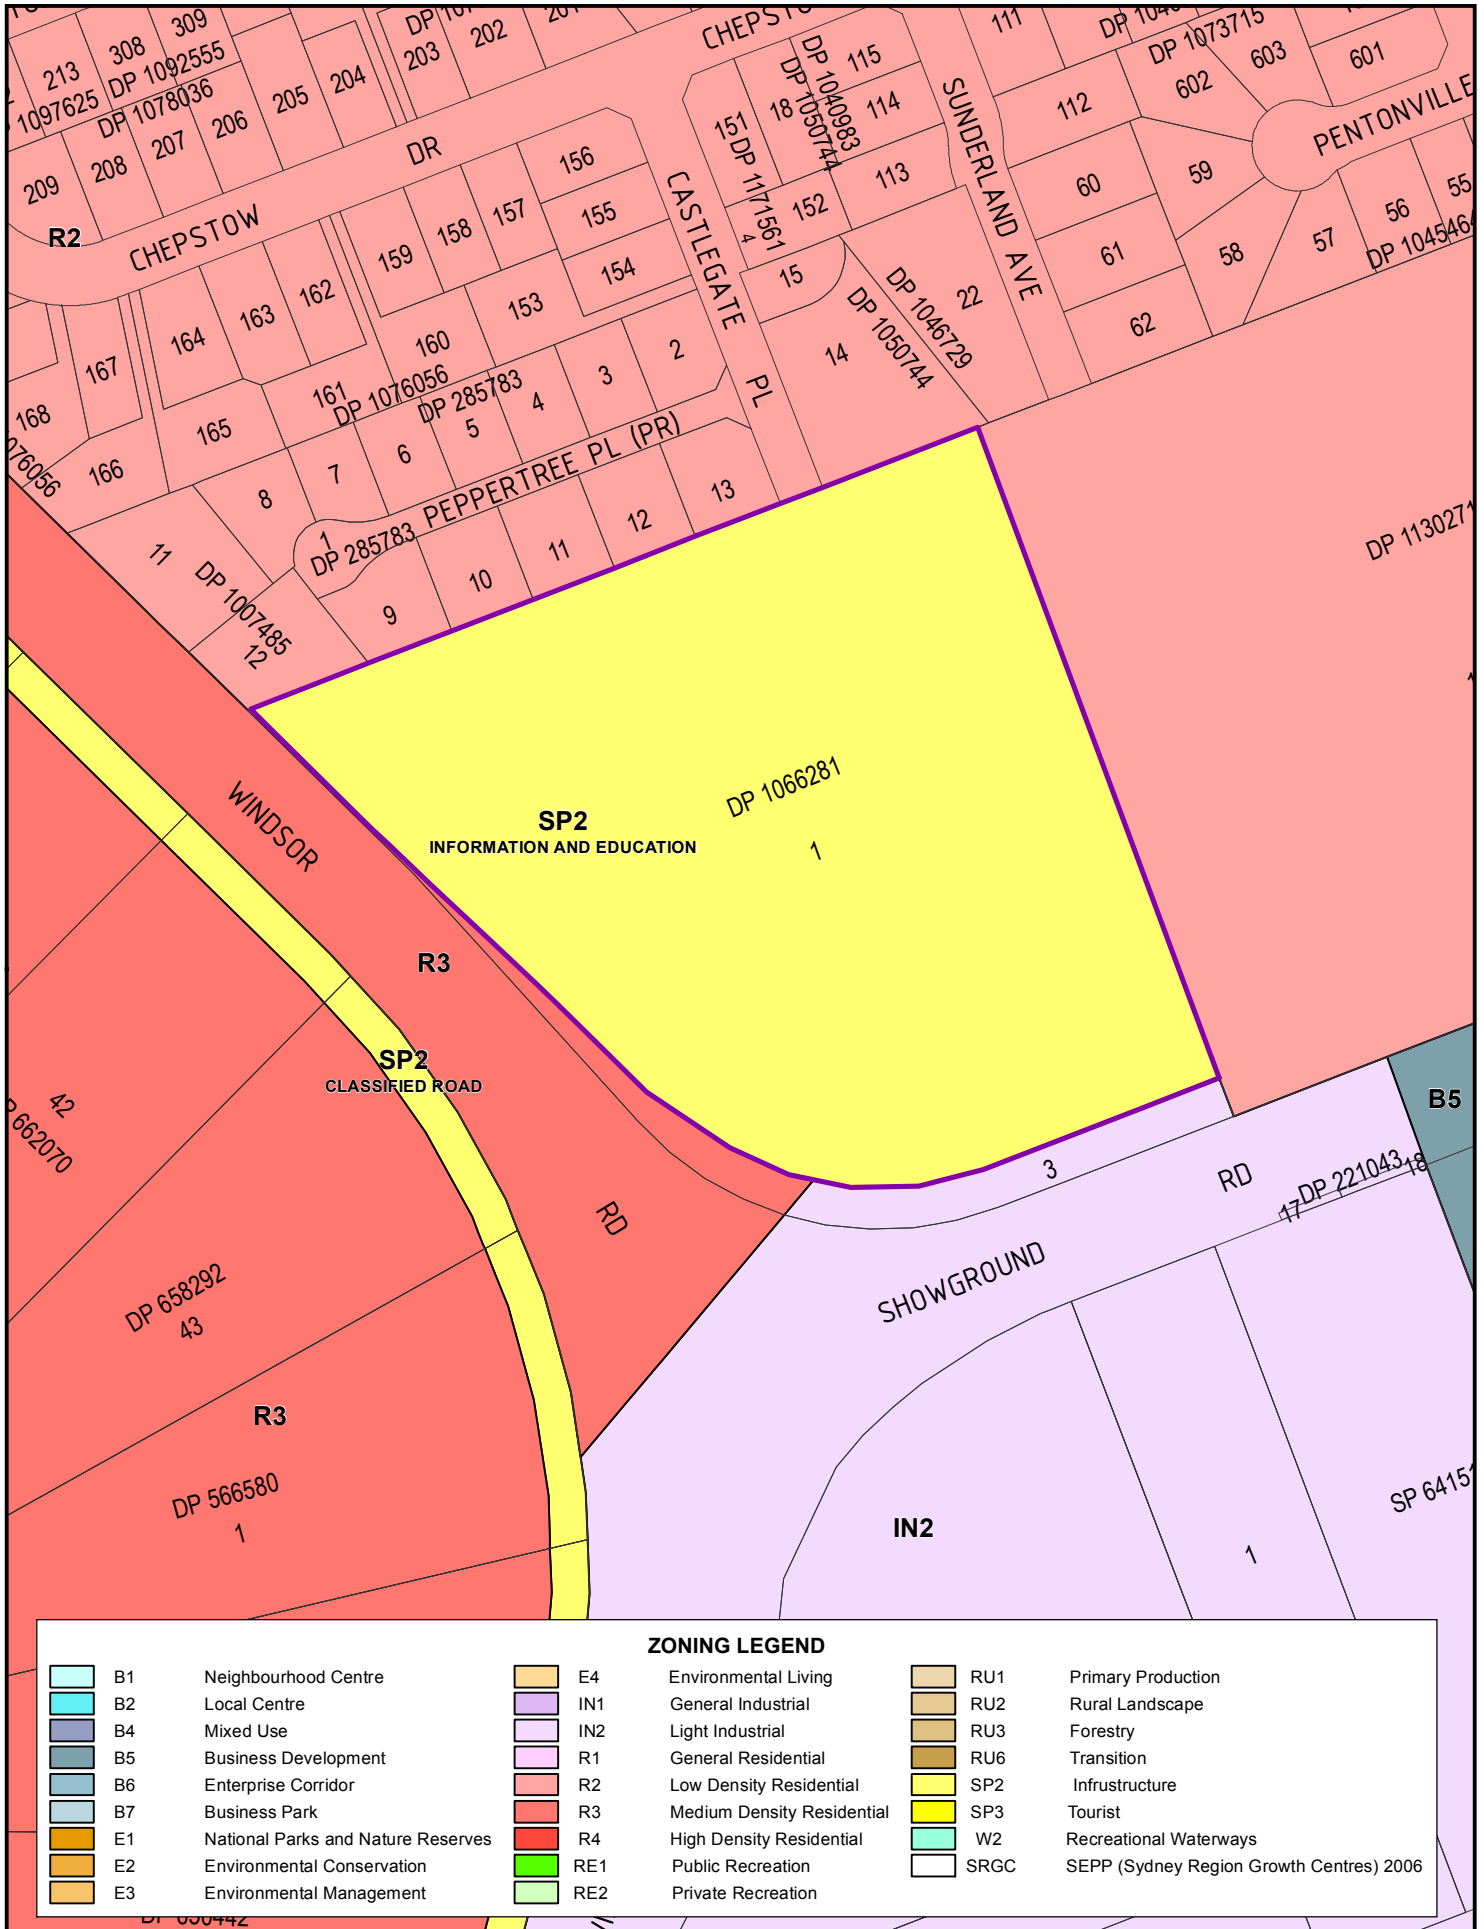 309
308
213
DP 1092555
1097625
DP 1078036
203
202
201
CHEPSTOW
111
DP 1073715
603
601
602
204
205
206
207
208
209
DR
R2
CHEPSTOW
151
18
115
114
113
DP 1040983
DP 1050744
DP 1171561
4
152
15
SUNDERLAND AVE
112
PENTONVILLE
60
59
61
58
62
57
56
55
DP 1045464
156
155
154
157
158
159
153
160
CASTLEGATE
PL
22
DP 1046729
DP 1050744
14
162
163
164
161
DP 1076056
DP 285783
165
166
167
168
076056
2
3
4
5
6
7
8
1
DP 285783
PEPPERTREE PL (PR)
13
12
11
10
9
11
DP 1007485
12
DP 1130271
DP 1066281
1
SP2
INFORMATION AND EDUCATION
WINDSOR
R3
SP2
CLASSIFIED ROAD
42
662070
RD
3
RD
B5
DP 221043
17
18
SHOWGROUND
DP 658292
43
R3
DP 566580
1
IN2
1
SP 6415
ZONING LEGEND
B1 Neighbourhood Centre
B2 Local Centre
B4 Mixed Use
B5 Business Development
B6 Enterprise Corridor
B7 Business Park
E1 National Parks and Nature Reserves
E2 Environmental Conservation
E3 Environmental Management
E4 Environmental Living
IN1 General Industrial
IN2 Light Industrial
R1 General Residential
R2 Low Density Residential
R3 Medium Density Residential
R4 High Density Residential
RE1 Public Recreation
RE2 Private Recreation
RU1 Primary Production
RU2 Rural Landscape
RU3 Forestry
RU6 Transition
SP2 Infrustructure
SP3 Tourist
W2 Recreational Waterways
SRGC SEPP (Sydney Region Growth Centres) 2006